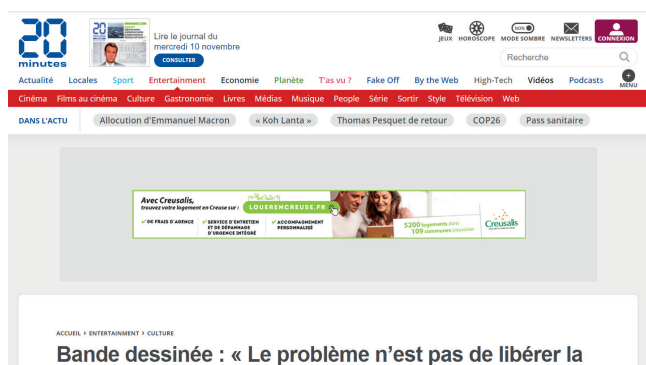 20
minutes
Lire le journal du
mercredi 10 novembre
CONSULTER
JEUX HOROSCOPE MODE SOMBRE NEWSLETTERS CONNEXION
NON
Recherche
Actualité Locales Sport Entertainment Economie Planète T'as vu ? Fake Off By the Web High-Tech Vidéos Podcasts
MENU
Cinéma Films au cinéma Culture Gastronomie Livres Médias Musique People Série Sortir Style Télévision Web
DANS L'ACTU Allocution d'Emmanuel Macron « Koh Lanta » Thomas Pesquet de retour COP26 Pass sanitaire
Avec Creusalis,
trouvez votre logement en Creuse sur :
LOUERENCREUSE.FR
DE FRAIS D'AGENCE
SERVICE D'ENTRETIEN
ET DE DÉPANNAGE
D'URGENCE INTÉGRÉ
ACCOMPAGNEMENT
PERSONNALISÉ
5200 logements dans
109 communes creusoises
Creusalis
ACCUEIL > ENTERTAINMENT > CULTURE
Bande dessinée : « Le problème n'est pas de libérer la